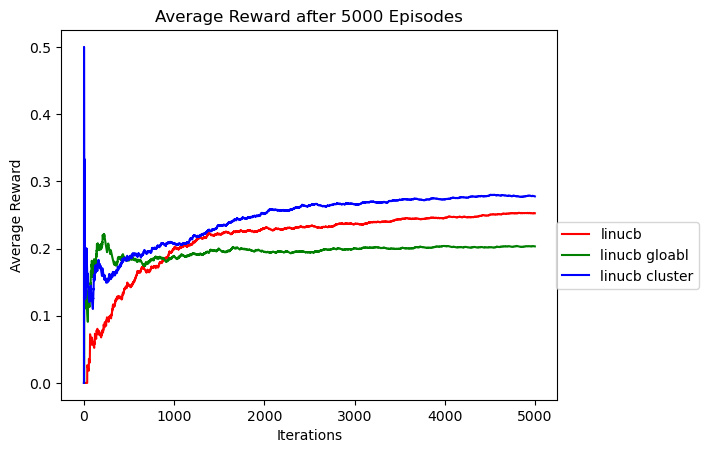 Average Reward after 5000 Episodes
Average Reward
0.5
0.4
0.3
0.2
0.1
0.0
0
1000
2000
3000
4000
5000
Iterations
linucb
linucb gloabl
linucb cluster